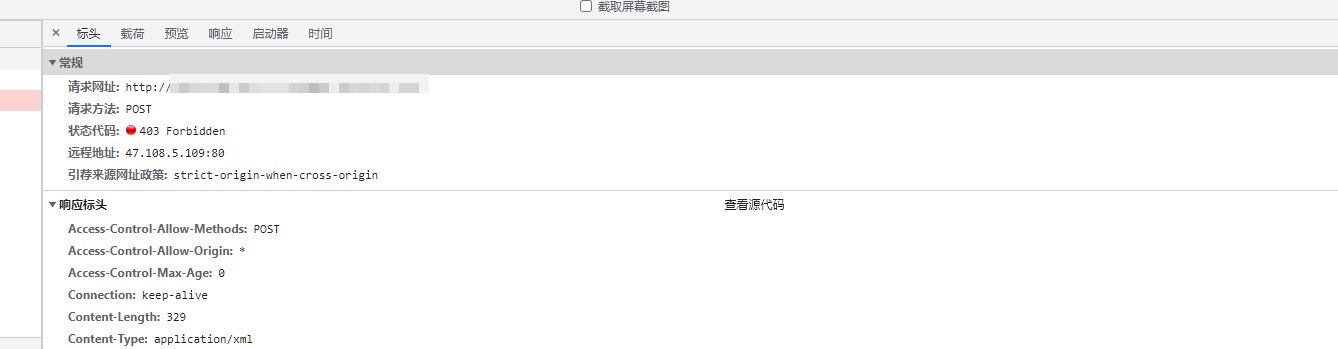 截取屏幕截图
× 标头 载荷 预览 响应 启动器 时间
常规
请求网址: http://
请求方法: POST
状态代码: 403 Forbidden
远程地址: 47.108.5.109:80
引荐来源网址政策: strict-origin-when-cross-origin
响应标头 查看源代码
Access-Control-Allow-Methods: POST
Access-Control-Allow-Origin: *
Access-Control-Max-Age: 0
Connection: keep-alive
Content-Length: 329
Content-Type: application/xml